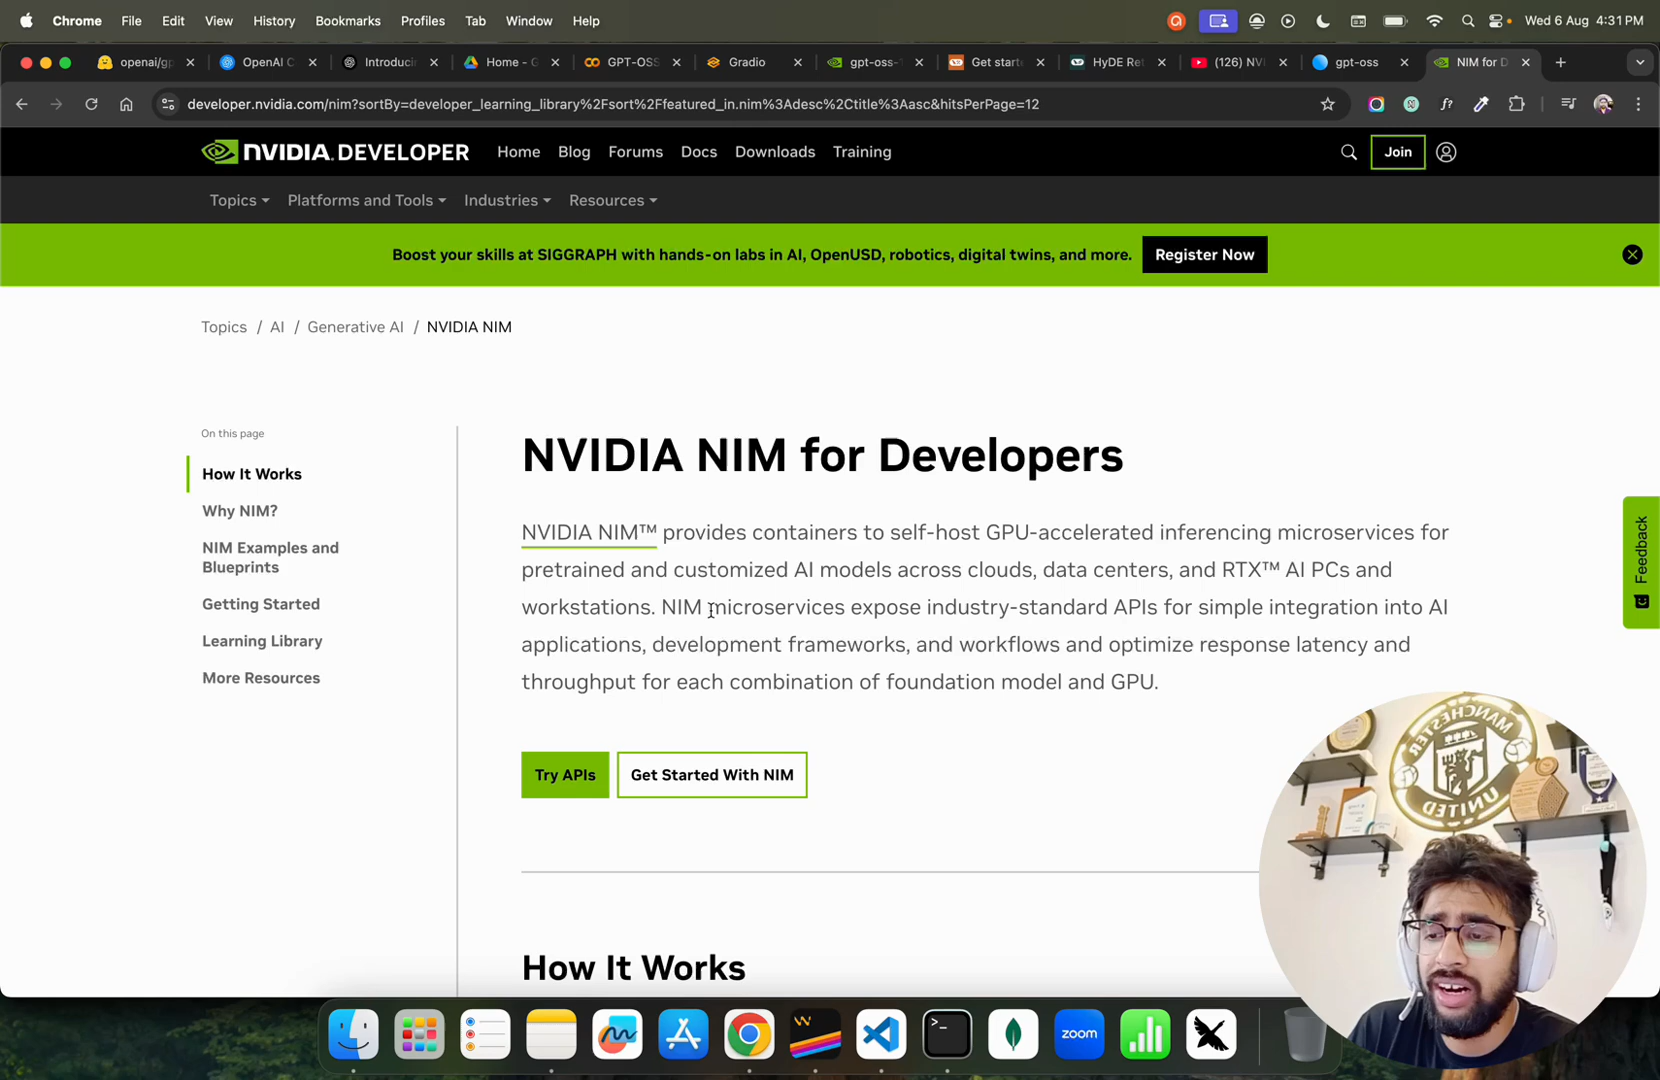 Chrome File Edit View History Bookmarks Profiles Tab Window Help Wed 6 Aug 4:31 PM
openai/gp OpenAI C Introducin Home - G GPT-OSS Gradio gpt-oss-1 Get starte HyDE Ret (126) NVI gpt-oss NIM for D
developer.nvidia.com/nim?sortBy=developer_learning_library%2Fsort%2Ffeatured_in.nim%3Adesc%2Ctitle%3Aasc&hitsPerPage=12
NVIDIA. DEVELOPER Home Blog Forums Docs Downloads Training Join
Topics Platforms and Tools Industries Resources
Boost your skills at SIGGRAPH with hands-on labs in AI, OpenUSD, robotics, digital twins, and more. Register Now
Topics / AI / Generative AI / NVIDIA NIM
On this page
How It Works
Why NIM?
NIM Examples and
Blueprints
Getting Started
Learning Library
More Resources
NVIDIA NIM for Developers
NVIDIA NIM™ provides containers to self-host GPU-accelerated inferencing microservices for
pretrained and customized AI models across clouds, data centers, and RTX™ AI PCs and
workstations. NIM microservices expose industry-standard APIs for simple integration into AI
applications, development frameworks, and workflows and optimize response latency and
throughput for each combination of foundation model and GPU.
Try APIs Get Started With NIM
How It Works
Feedback
MANCHESTER
UNITED
zoom